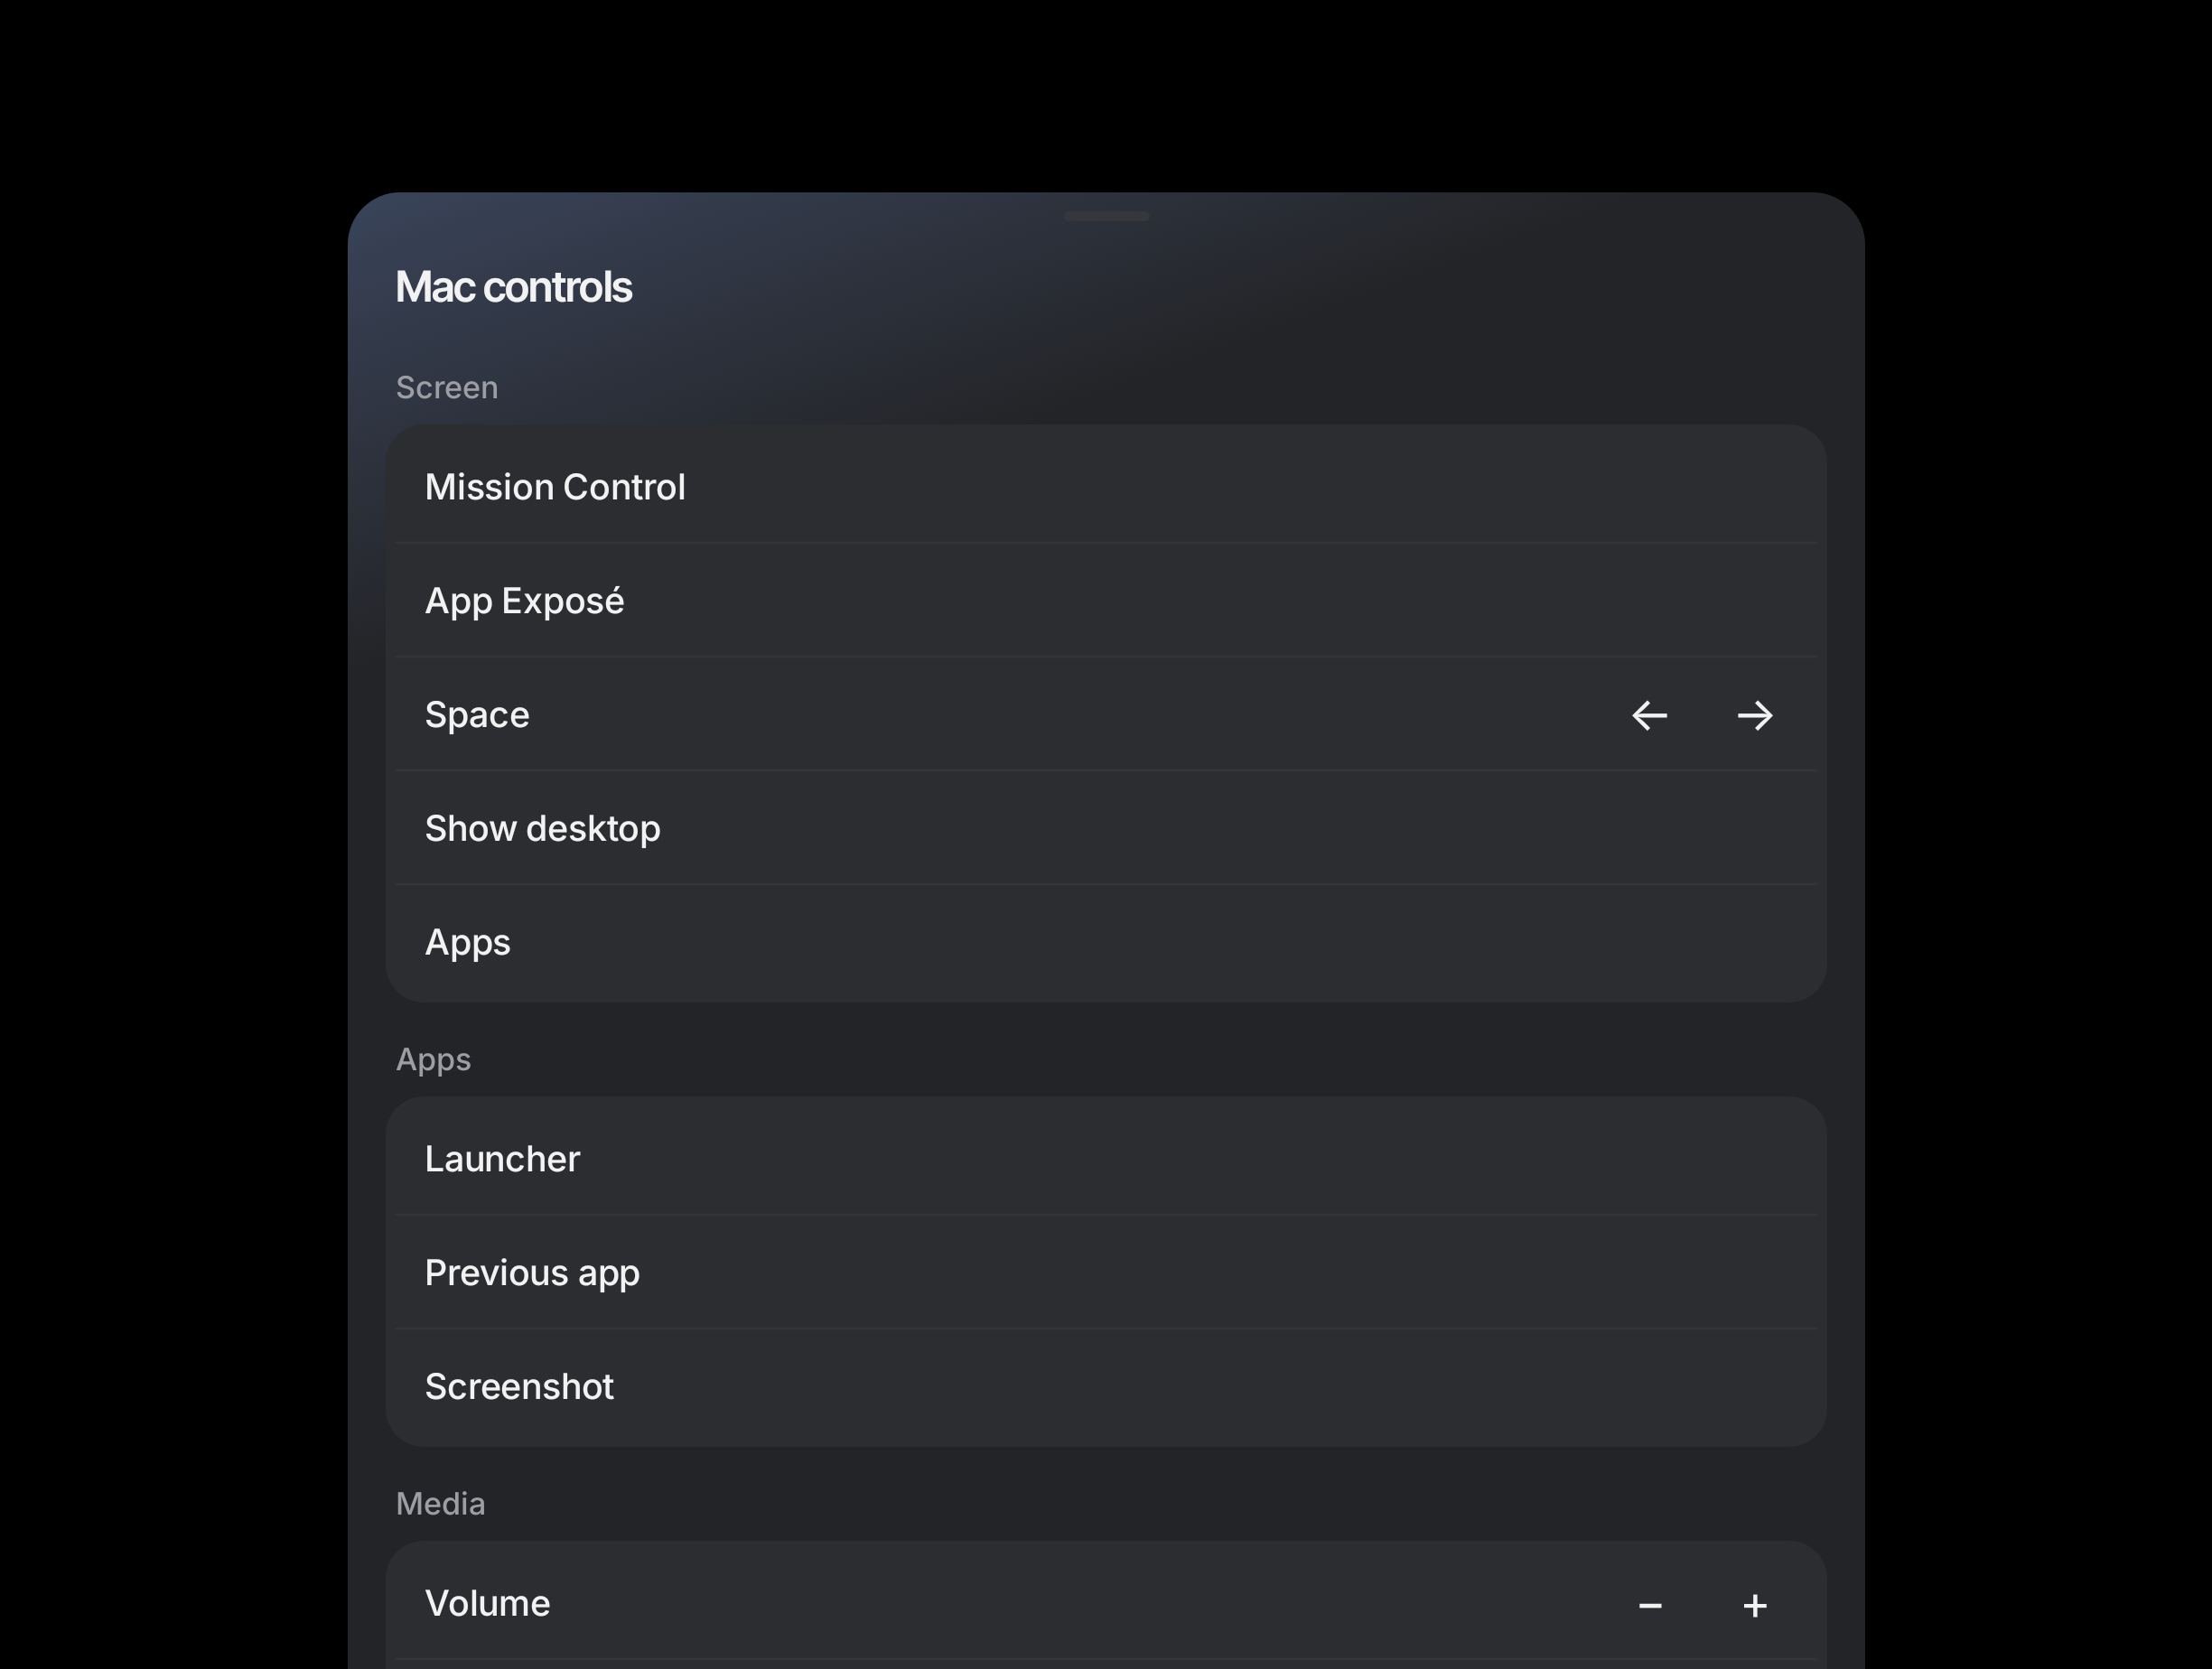 Mac controls
Screen
Mission Control
App Exposé
Space ← →
Show desktop
Apps
Apps
Launcher
Previous app
Screenshot
Media
Volume − +